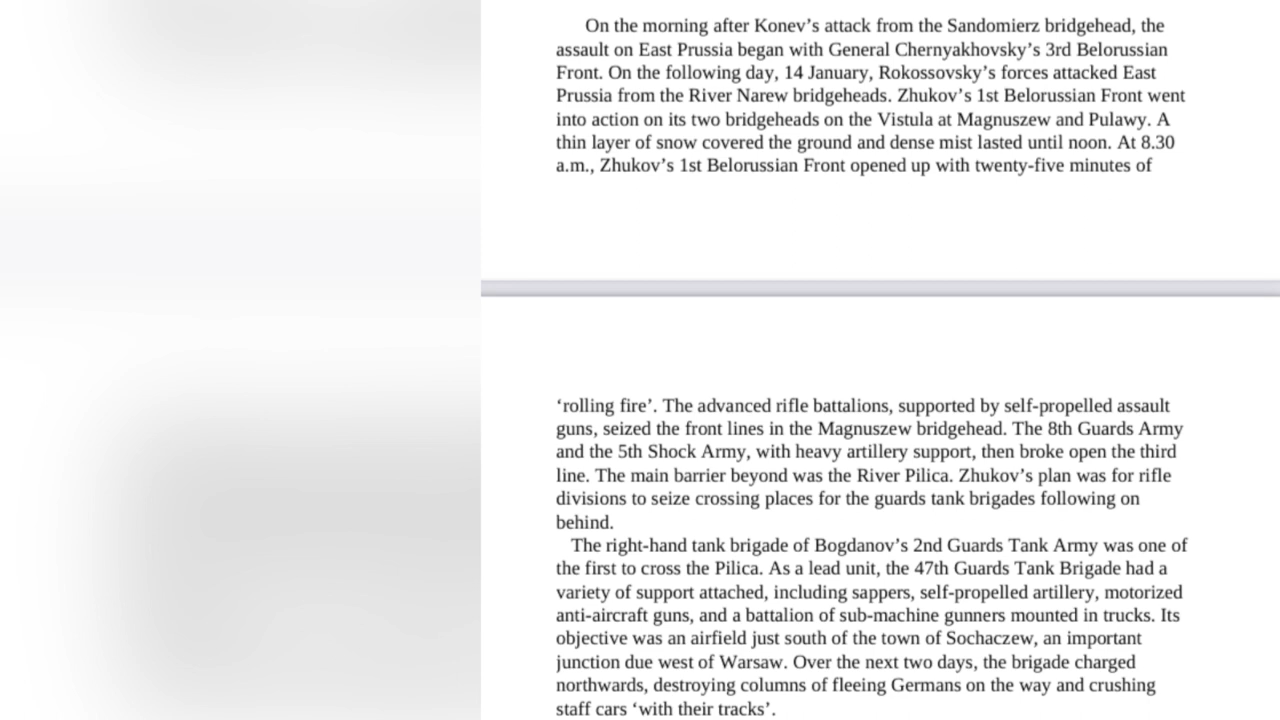 On the morning after Konev’s attack from the Sandomierz bridgehead, the
assault on East Prussia began with General Chernyakhovsky’s 3rd Belorussian
Front. On the following day, 14 January, Rokossovsky’s forces attacked East
Prussia from the River Narew bridgeheads. Zhukov’s 1st Belorussian Front went
into action on its two bridgeheads on the Vistula at Magnuszew and Pulawy. A
thin layer of snow covered the ground and dense mist lasted until noon. At 8.30
a.m., Zhukov’s 1st Belorussian Front opened up with twenty-five minutes of
‘rolling fire’. The advanced rifle battalions, supported by self-propelled assault
guns, seized the front lines in the Magnuszew bridgehead. The 8th Guards Army
and the 5th Shock Army, with heavy artillery support, then broke open the third
line. The main barrier beyond was the River Pilica. Zhukov’s plan was for rifle
divisions to seize crossing places for the guards tank brigades following on
behind.
The right-hand tank brigade of Bogdanov’s 2nd Guards Tank Army was one of
the first to cross the Pilica. As a lead unit, the 47th Guards Tank Brigade had a
variety of support attached, including sappers, self-propelled artillery, motorized
anti-aircraft guns, and a battalion of sub-machine gunners mounted in trucks. Its
objective was an airfield just south of the town of Sochaczew, an important
junction due west of Warsaw. Over the next two days, the brigade charged
northwards, destroying columns of fleeing Germans on the way and crushing
staff cars ‘with their tracks’.